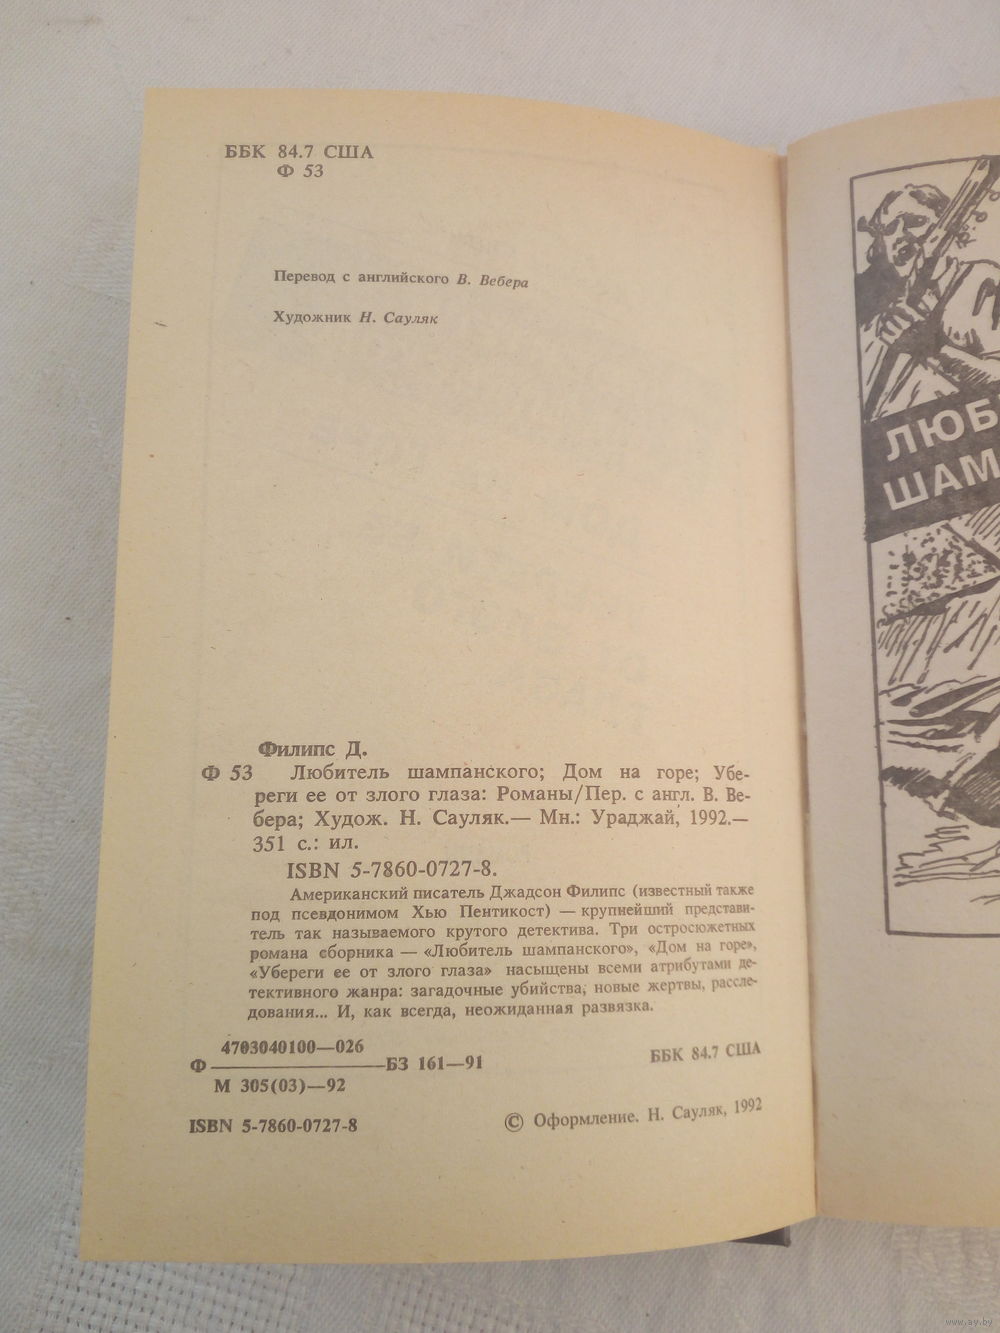 ББК 84.7 США
Ф 53
Перевод с английского В. Вебера
Художник Н. Сауляк
Филипс Д.
Ф 53 Любитель шампанского; Дом на горе; Убе-
реги ее от злого глаза: Романы/Пер. с англ. В. Ве-
бера; Худож. Н. Сауляк.— Мн.: Ураджай, 1992.—
351 с.: ил.
ISBN 5-7860-0727-8.
Американский писатель Джадсон Филипс (известный также
под псевдонимом Хью Пентикост) — крупнейший представи-
тель так называемого крутого детектива. Три остросюжетных
романа сборника — «Любитель шампанского», «Дом на горе»,
«Убереги ее от злого глаза» насыщены всеми атрибутами де-
тективного жанра: загадочные убийства, новые жертвы, рассле-
дования... И, как всегда, неожиданная развязка.
4703040100—026
Ф ———— БЗ 161—91
М 305(03)—92
ББК 84.7 США
ISBN 5-7860-0727-8
© Оформление. Н. Сауляк, 1992
ЛЮБ
ШАМ
www.ay.by